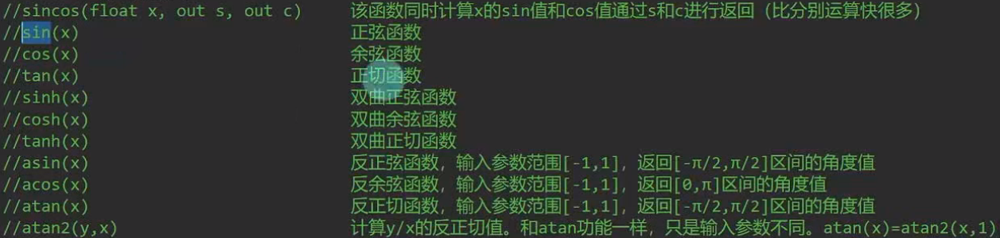 //sincos(float x, out s, out c) 该函数同时计算x的sin值和cos值通过s和c进行返回（比分别运算快很多）
//sin(x) 正弦函数
//cos(x) 余弦函数
//tan(x) 正切函数
//sinh(x) 双曲正弦函数
//cosh(x) 双曲余弦函数
//tanh(x) 双曲正切函数
//asin(x) 反正弦函数，输入参数范围[-1,1]，返回[-π/2,π/2]区间的角度值
//acos(x) 反余弦函数，输入参数范围[-1,1]，返回[0,π]区间的角度值
//atan(x) 反正切函数，输入参数范围[-1,1]，返回[-π/2,π/2]区间的角度值
//atan2(y,x) 计算y/x的反正切值。和atan功能一样，只是输入参数不同。atan(x)=atan2(x,1)